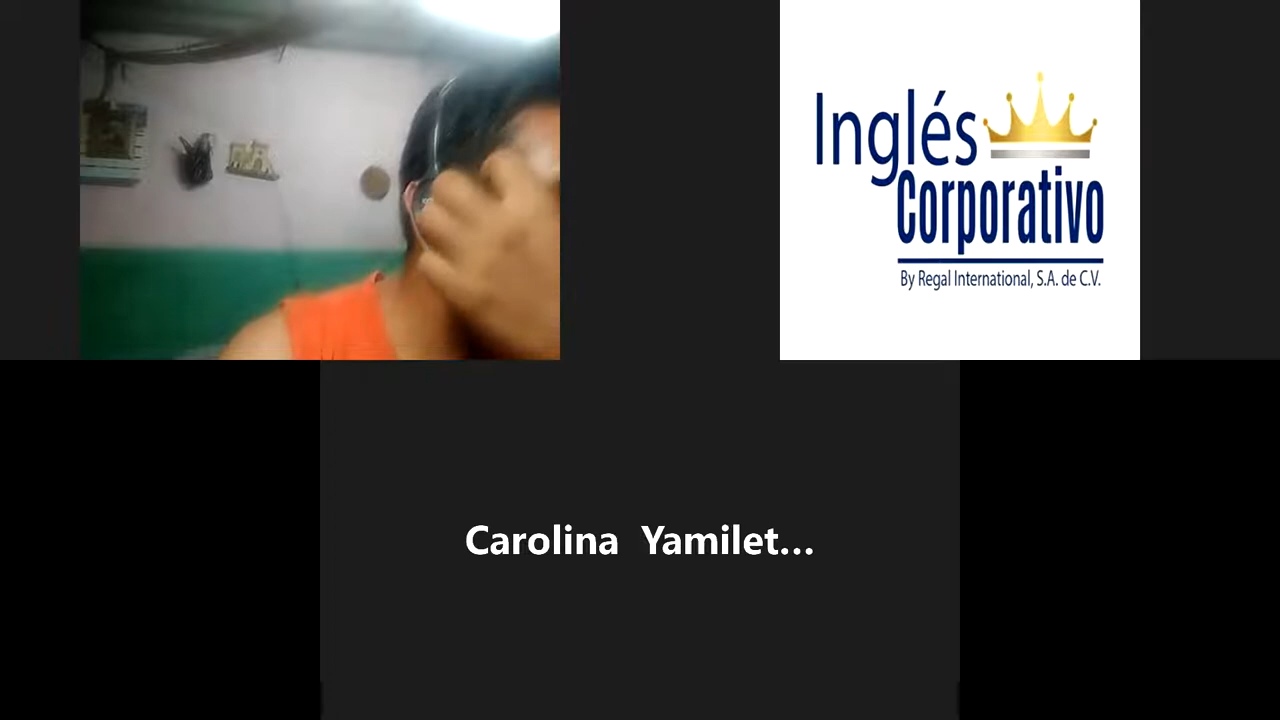 Inglés
Corporativo
By Regal International, S.A. de C.V.
Carolina Yamilet...